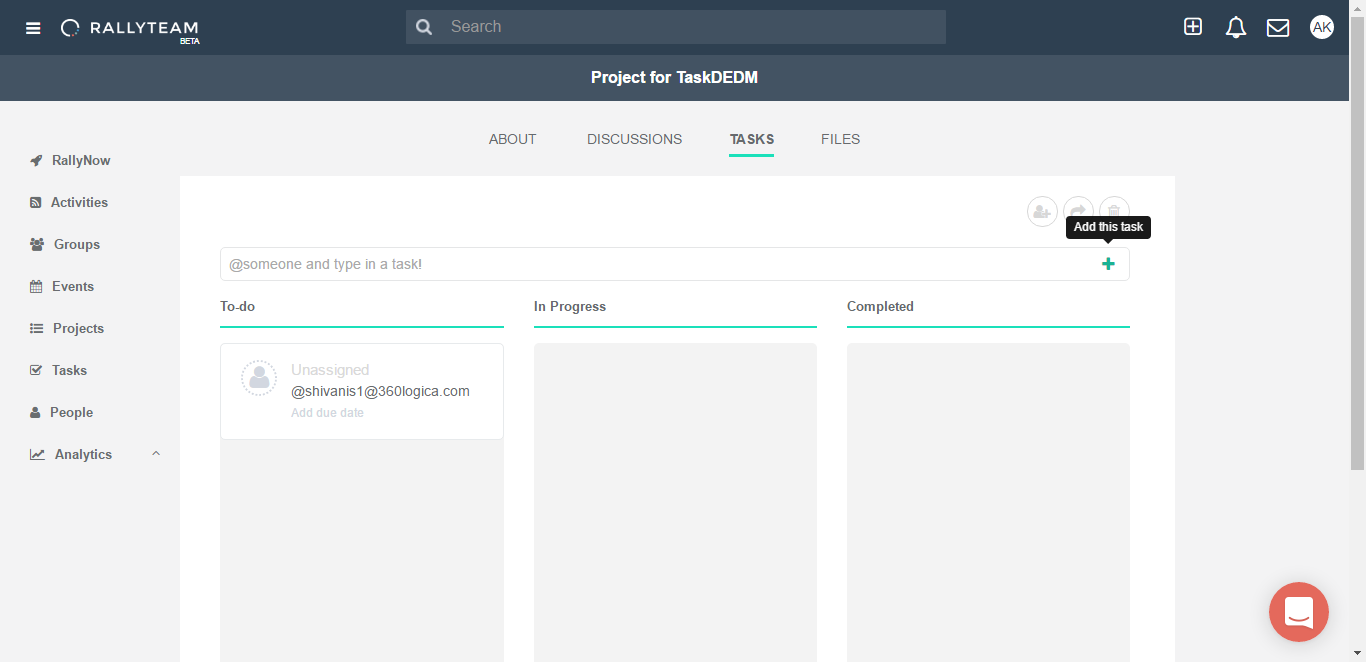 RALLYTEAM
BETA
Search
AK
Project for TaskDEDM
ABOUT DISCUSSIONS TASKS FILES
RallyNow
Activities
Groups
Events
Projects
Tasks
People
Analytics
Add this task
@someone and type in a task!
To-do In Progress Completed
Unassigned
@shivanis1@360logica.com
Add due date